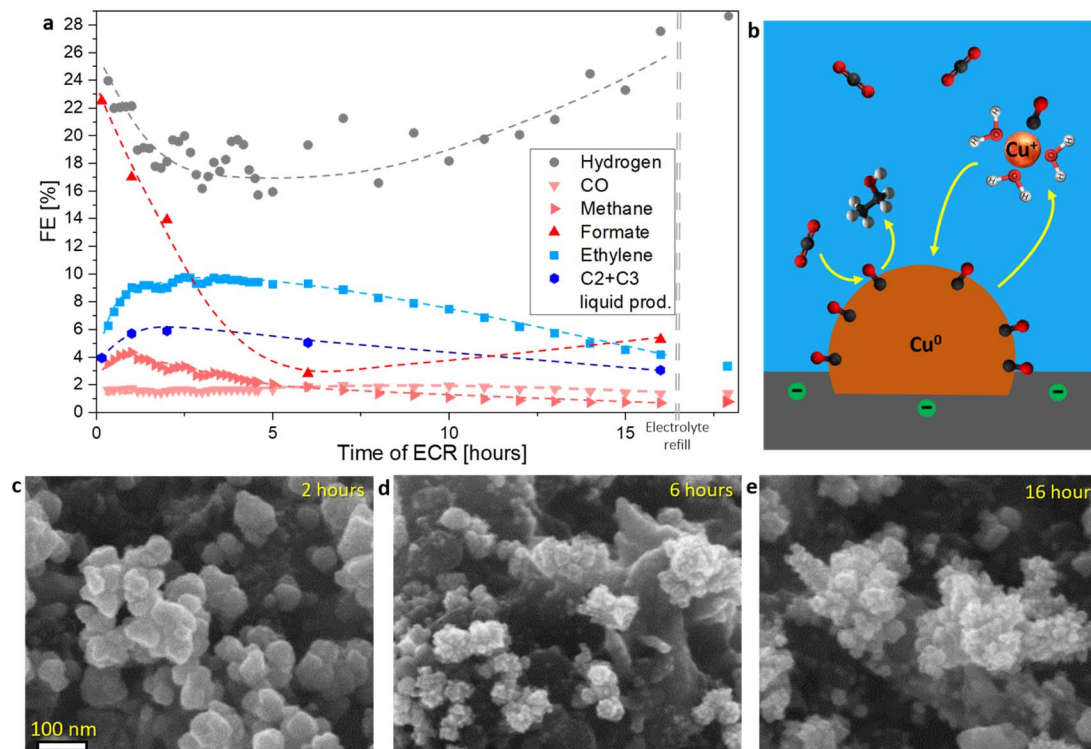 a
28
26
24
22
20
18
16
14
12
10
8
6
4
2
0
FE [%]
0
5
10
15
Time of ECR [hours]
Electrolyte
refill
Hydrogen
CO
Methane
Formate
Ethylene
C2+C3
liquid prod.
b
Cu⁺
H
H
H
H
H
H
Cu⁰
−
−
−
c
2 hours
100 nm
d
6 hours
e
16 hour